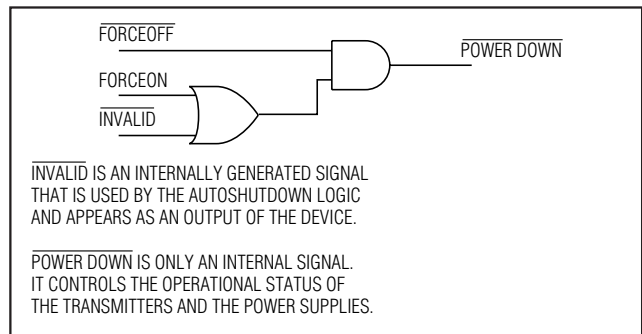 FORCEOFF
POWER DOWN
FORCEON
INVALID
INVALID IS AN INTERNALLY GENERATED SIGNAL
THAT IS USED BY THE AUTOSHUTDOWN LOGIC
AND APPEARS AS AN OUTPUT OF THE DEVICE.
POWER DOWN IS ONLY AN INTERNAL SIGNAL.
IT CONTROLS THE OPERATIONAL STATUS OF
THE TRANSMITTERS AND THE POWER SUPPLIES.